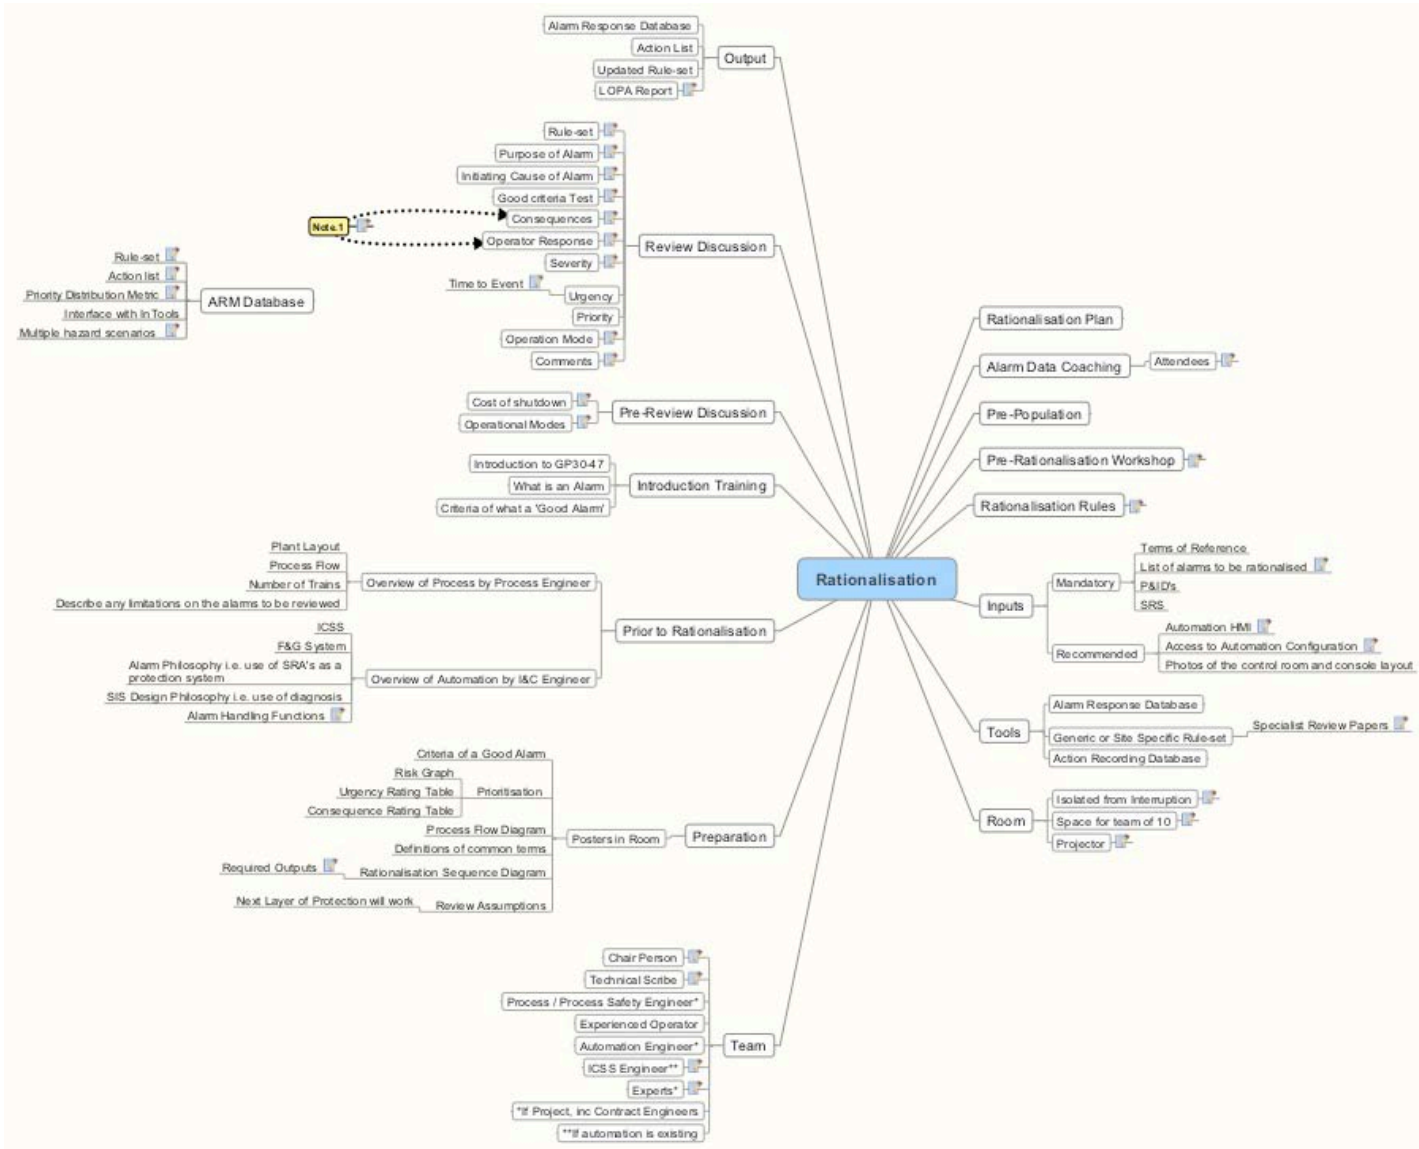 Alarm Response Database
Action List
Updated Rule-set
LOPA Report
Output
Rule-set
Purpose of Alarm
Initiating Cause of Alarm
Good criteria Test
Consequences
Operator Response
Severity
Time to Event
Urgency
Priority
Operation Mode
Comments
Review Discussion
Note.1
Rule-set
Action list
Priority Distribution Metric
Interface with InTools
Multiple hazard scenarios
ARM Database
Cost of shutdown
Operational Modes
Pre-Review Discussion
Introduction to GP30-47
What is an Alarm
Criteria of what a 'Good Alarm'
Introduction Training
Plant Layout
Process Flow
Number of Trains
Describe any limitations on the alarms to be reviewed
Overview of Process by Process Engineer
ICSS
F&G System
Alarm Philosophy i.e. use of SRA's as a
protection system
SIS Design Philosophy i.e. use of diagnosis
Alarm Handling Functions
Overview of Automation by I&C Engineer
Prior to Rationalisation
Criteria of a Good Alarm
Risk Graph
Urgency Rating Table
Consequence Rating Table
Prioritisation
Process Flow Diagram
Definitions of common terms
Required Outputs
Rationalisation Sequence Diagram
Next Layer of Protection will work
Review Assumptions
Posters in Room
Preparation
Chair Person
Technical Scribe
Process / Process Safety Engineer*
Experienced Operator
Automation Engineer*
ICSS Engineer**
Experts*
*If Project, inc Contract Engineers
**If automation is existing
Team
Rationalisation
Rationalisation Plan
Alarm Data Coaching
Attendees
Pre-Population
Pre-Rationalisation Workshop
Rationalisation Rules
Inputs
Mandatory
Terms of Reference
List of alarms to be rationalised
P&ID's
SRS
Recommended
Automation HMI
Access to Automation Configuration
Photos of the control room and console layout
Tools
Alarm Response Database
Generic or Site Specific Rule-set
Specialist Review Papers
Action Recording Database
Room
Isolated from Interruption
Space for team of 10
Projector